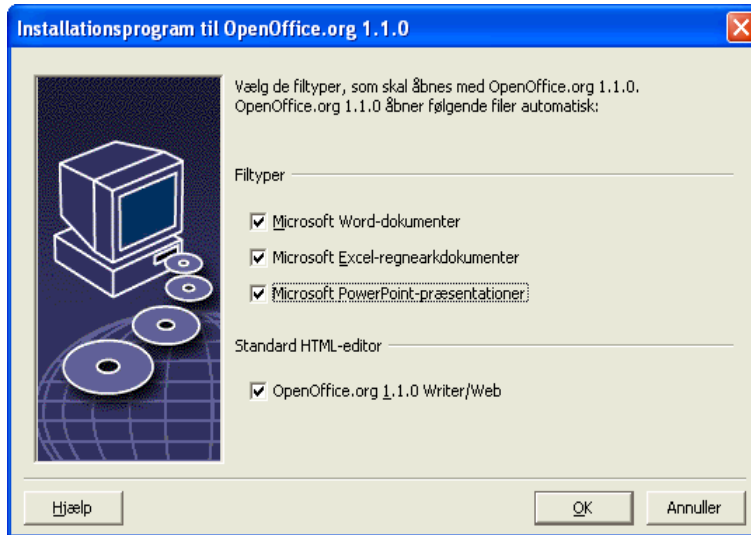 Installationsprogram til OpenOffice.org 1.1.0
Vælg de filtyper, som skal åbnes med OpenOffice.org 1.1.0.
OpenOffice.org 1.1.0 åbner følgende filer automatisk:
Filtyper
Microsoft Word-dokumenter
Microsoft Excel-regnearkdokumenter
Microsoft PowerPoint-præsentationer
Standard HTML-editor
OpenOffice.org 1.1.0 Writer/Web
Hjælp
OK
Annuller